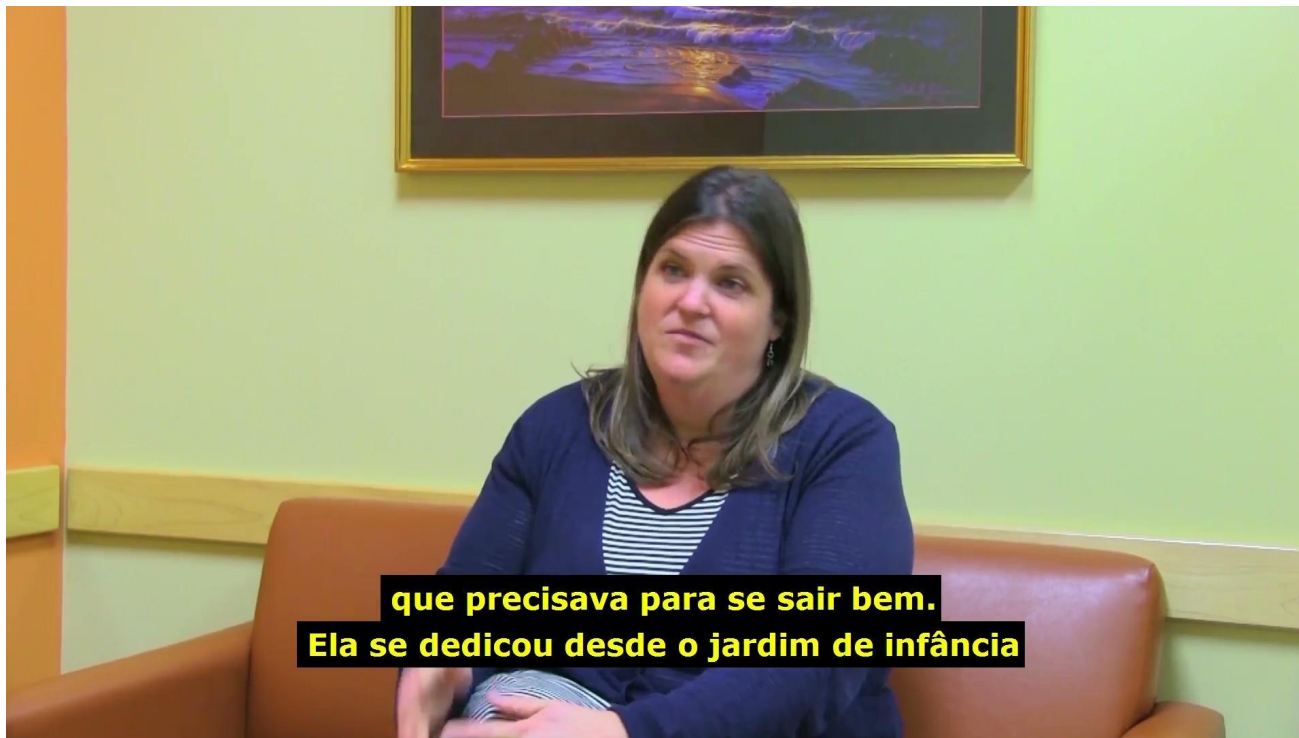 que precisava para se sair bem.
Ela se dedicou desde o jardim de infância